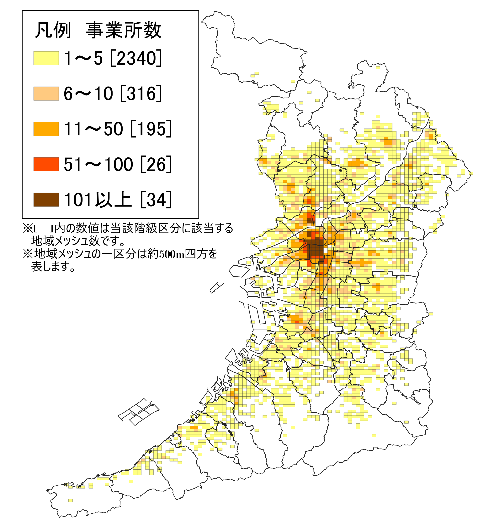 凡例 事業所数
1～5 [2340]
6～10 [316]
11～50 [195]
51～100 [26]
101以上 [34]
※[ ]内の数値は当該階級区分に該当する
地域メッシュ数です。
※地域メッシュの一区分は約500m四方を
表します。